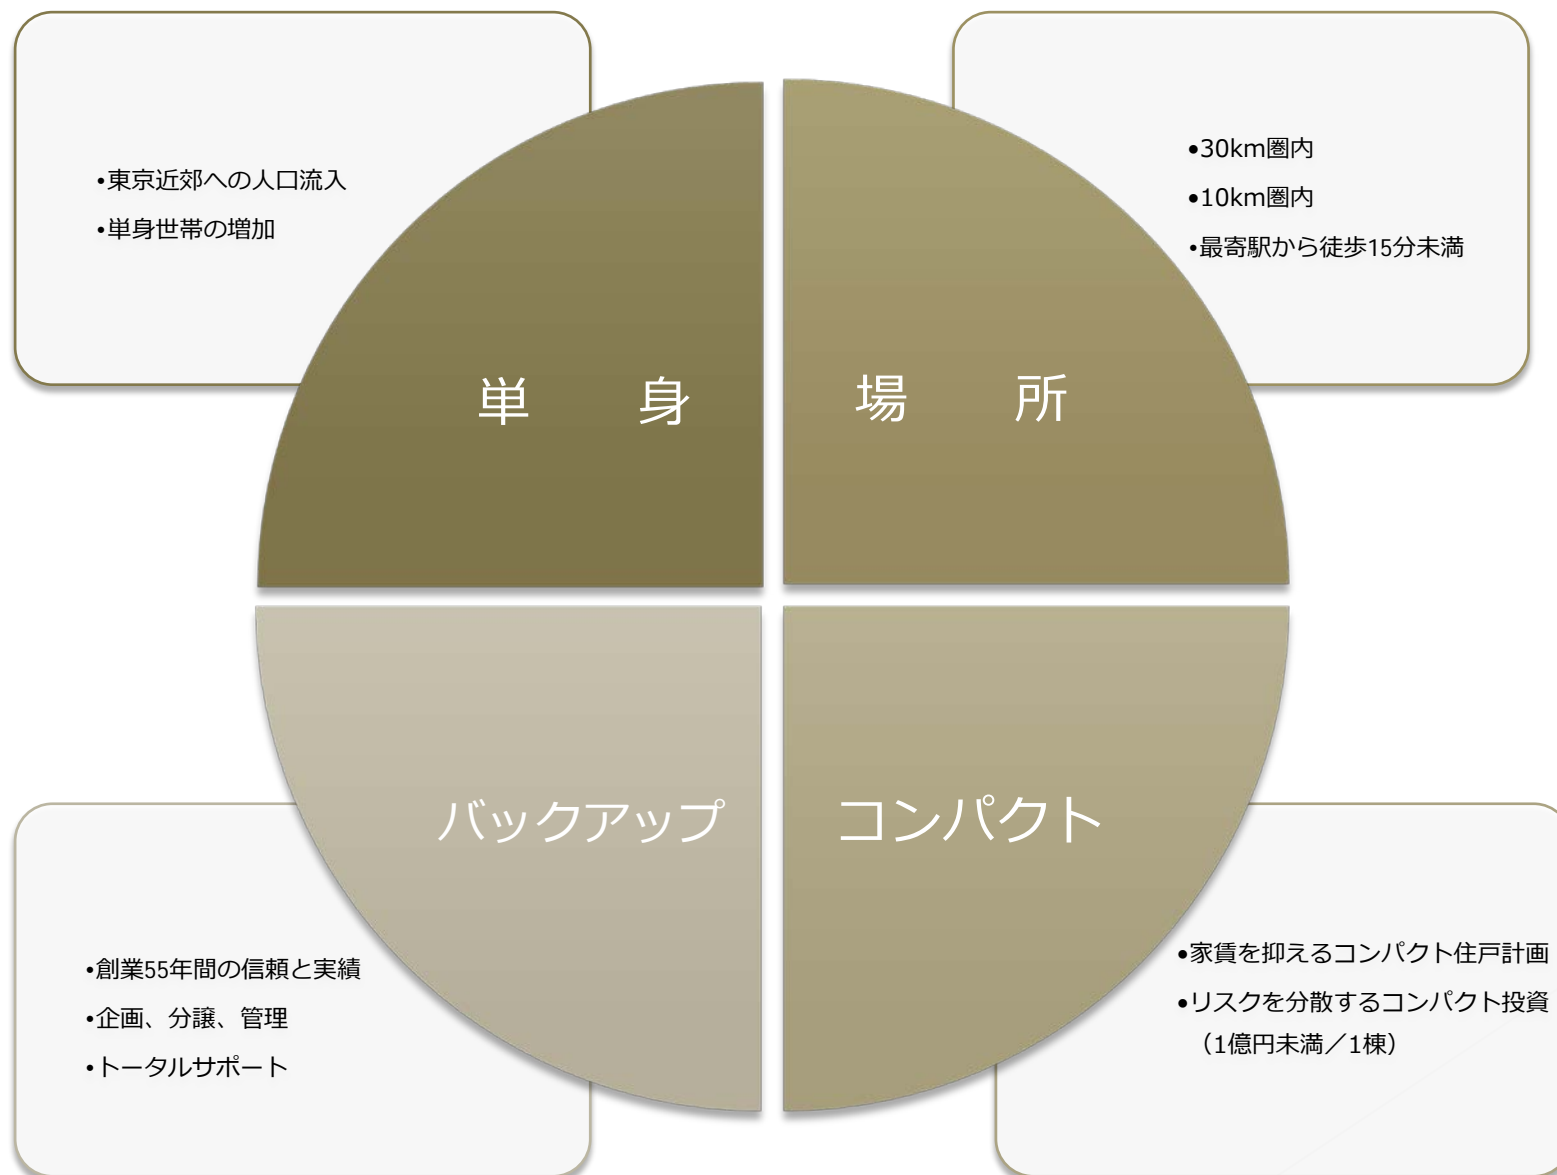 •東京近郊への人口流入
•単身世帯の増加
•30km圏内
•10km圏内
•最寄駅から徒歩15分未満
単　身
場　所
バックアップ
コンパクト
•創業55年間の信頼と実績
•企画、分譲、管理
•トータルサポート
•家賃を抑えるコンパクト住戸計画
•リスクを分散するコンパクト投資
（1億円未満／1棟）